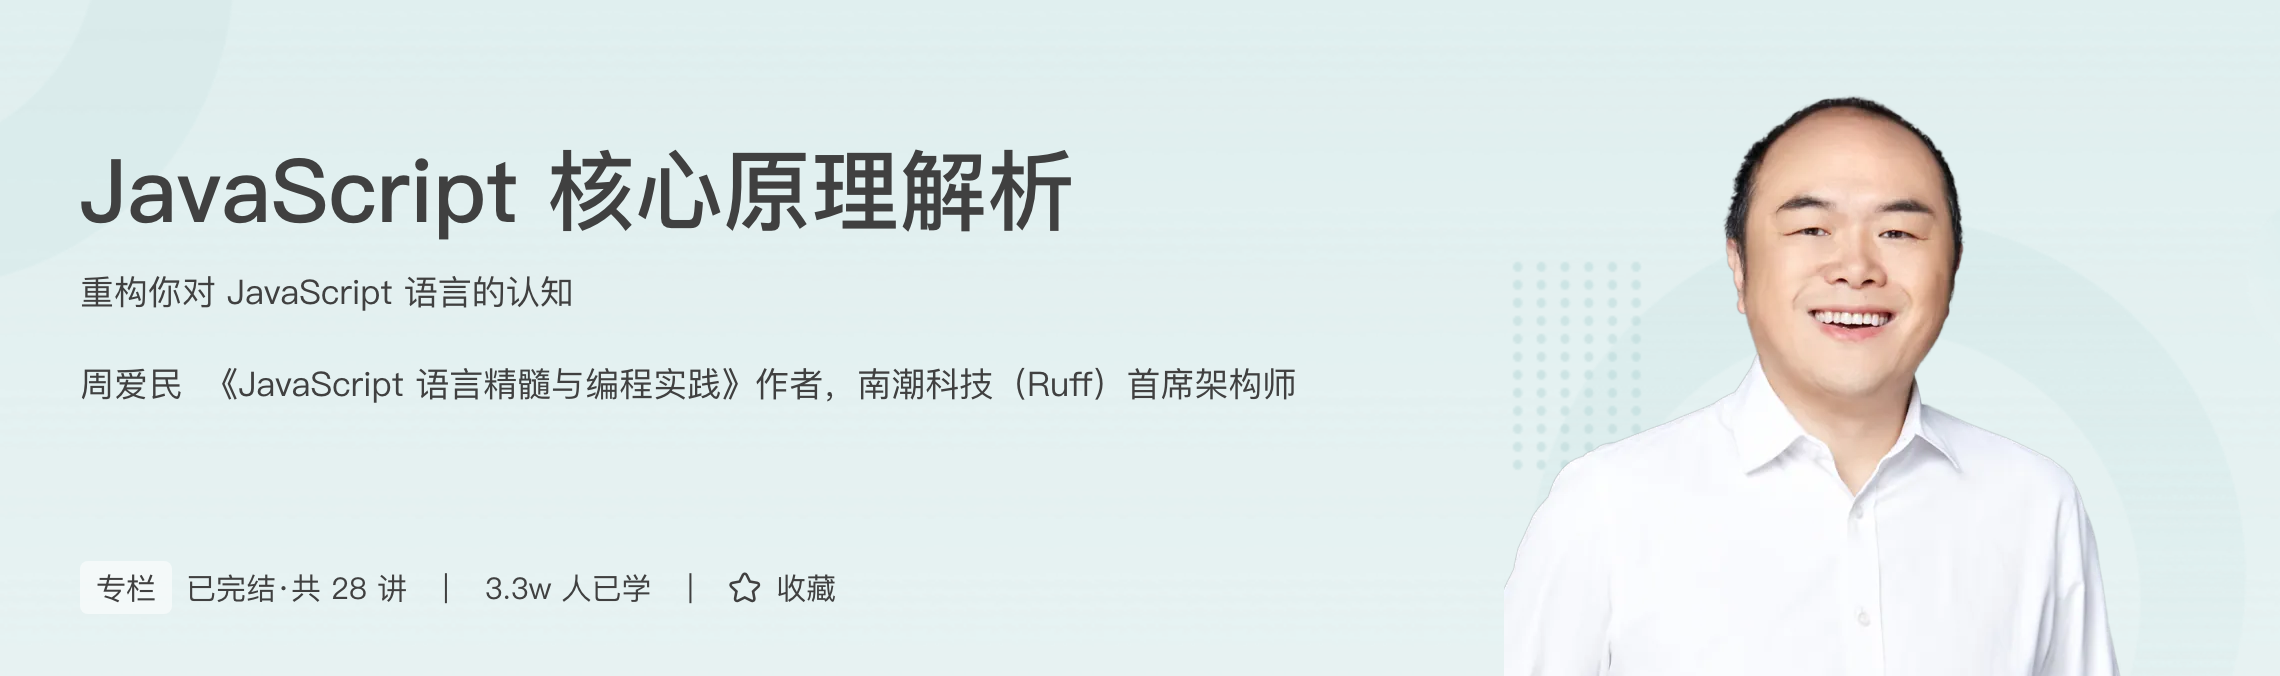 JavaScript 核心原理解析
重构你对 JavaScript 语言的认知
周爱民 《JavaScript 语言精髓与编程实践》作者，南潮科技（Ruff）首席架构师
专栏 已完结·共 28 讲 | 3.3w 人已学 | 收藏